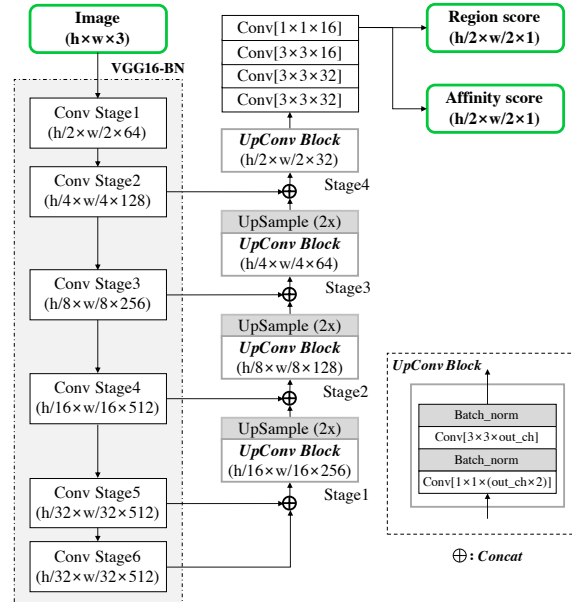 Image
(h×w×3)
VGG16-BN
Conv Stage1
(h/2×w/2×64)
Conv Stage2
(h/4×w/4×128)
Conv Stage3
(h/8×w/8×256)
Conv Stage4
(h/16×w/16×512)
Conv Stage5
(h/32×w/32×512)
Conv Stage6
(h/32×w/32×512)
Conv[1×1×16]
Conv[3×3×16]
Conv[3×3×32]
Conv[3×3×32]
UpConv Block
(h/2×w/2×32)
Stage4
UpSample (2x)
UpConv Block
(h/4×w/4×64)
Stage3
UpSample (2x)
UpConv Block
(h/8×w/8×128)
Stage2
UpSample (2x)
UpConv Block
(h/16×w/16×256)
Stage1
Region score
(h/2×w/2×1)
Affinity score
(h/2×w/2×1)
UpConv Block
Batch_norm
Conv[3×3×out_ch]
Batch_norm
Conv[1×1×(out_ch×2)]
⊕: Concat